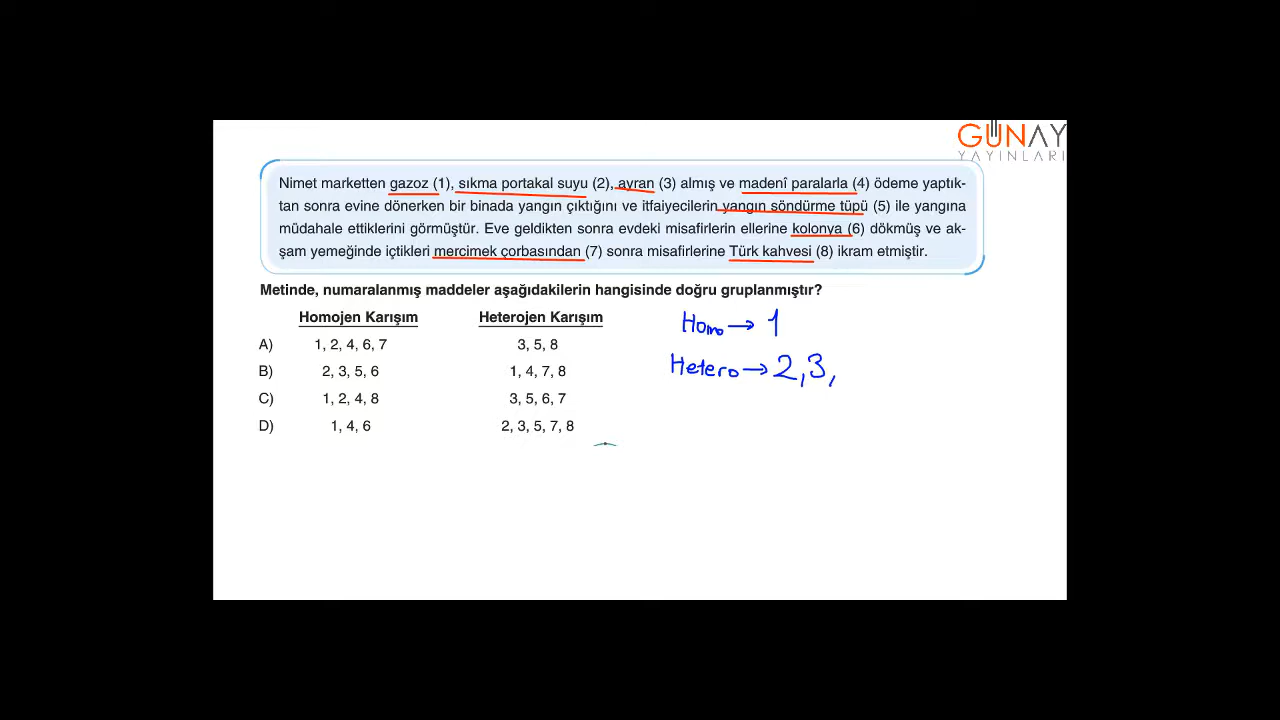 GÜNAY
YAYINLARI
Nimet marketten gazoz (1), sıkma portakal suyu (2), ayran (3) almış ve madenî paralarla (4) ödeme yaptık-
tan sonra evine dönerken bir binada yangın çıktığını ve itfaiyecilerin yangın söndürme tüpü (5) ile yangına
müdahale ettiklerini görmüştür. Eve geldikten sonra evdeki misafirlerin ellerine kolonya (6) dökmüş ve ak-
şam yemeğinde içtikleri mercimek çorbasından (7) sonra misafirlerine Türk kahvesi (8) ikram etmiştir.
Metinde, numaralanmış maddeler aşağıdakilerin hangisinde doğru gruplanmıştır?
Homojen Karışım Heterojen Karışım
A) 1, 2, 4, 6, 7 3, 5, 8
B) 2, 3, 5, 6 1, 4, 7, 8
C) 1, 2, 4, 8 3, 5, 6, 7
D) 1, 4, 6 2, 3, 5, 7, 8
Homo → 1
Hetero → 2, 3,